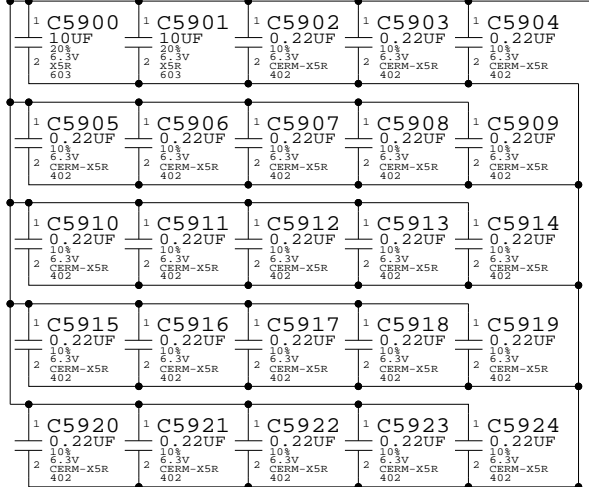 1 C5900
10UF
20%
6.3V
2 X5R
603
1 C5901
10UF
20%
6.3V
2 X5R
603
1 C5902
0.22UF
10%
6.3V
2 CERM-X5R
402
1 C5903
0.22UF
10%
6.3V
2 CERM-X5R
402
1 C5904
0.22UF
10%
6.3V
2 CERM-X5R
402
1 C5905
0.22UF
10%
6.3V
2 CERM-X5R
402
1 C5906
0.22UF
10%
6.3V
2 CERM-X5R
402
1 C5907
0.22UF
10%
6.3V
2 CERM-X5R
402
1 C5908
0.22UF
10%
6.3V
2 CERM-X5R
402
1 C5909
0.22UF
10%
6.3V
2 CERM-X5R
402
1 C5910
0.22UF
10%
6.3V
2 CERM-X5R
402
1 C5911
0.22UF
10%
6.3V
2 CERM-X5R
402
1 C5912
0.22UF
10%
6.3V
2 CERM-X5R
402
1 C5913
0.22UF
10%
6.3V
2 CERM-X5R
402
1 C5914
0.22UF
10%
6.3V
2 CERM-X5R
402
1 C5915
0.22UF
10%
6.3V
2 CERM-X5R
402
1 C5916
0.22UF
10%
6.3V
2 CERM-X5R
402
1 C5917
0.22UF
10%
6.3V
2 CERM-X5R
402
1 C5918
0.22UF
10%
6.3V
2 CERM-X5R
402
1 C5919
0.22UF
10%
6.3V
2 CERM-X5R
402
1 C5920
0.22UF
10%
6.3V
2 CERM-X5R
402
1 C5921
0.22UF
10%
6.3V
2 CERM-X5R
402
1 C5922
0.22UF
10%
6.3V
2 CERM-X5R
402
1 C5923
0.22UF
10%
6.3V
2 CERM-X5R
402
1 C5924
0.22UF
10%
6.3V
2 CERM-X5R
402